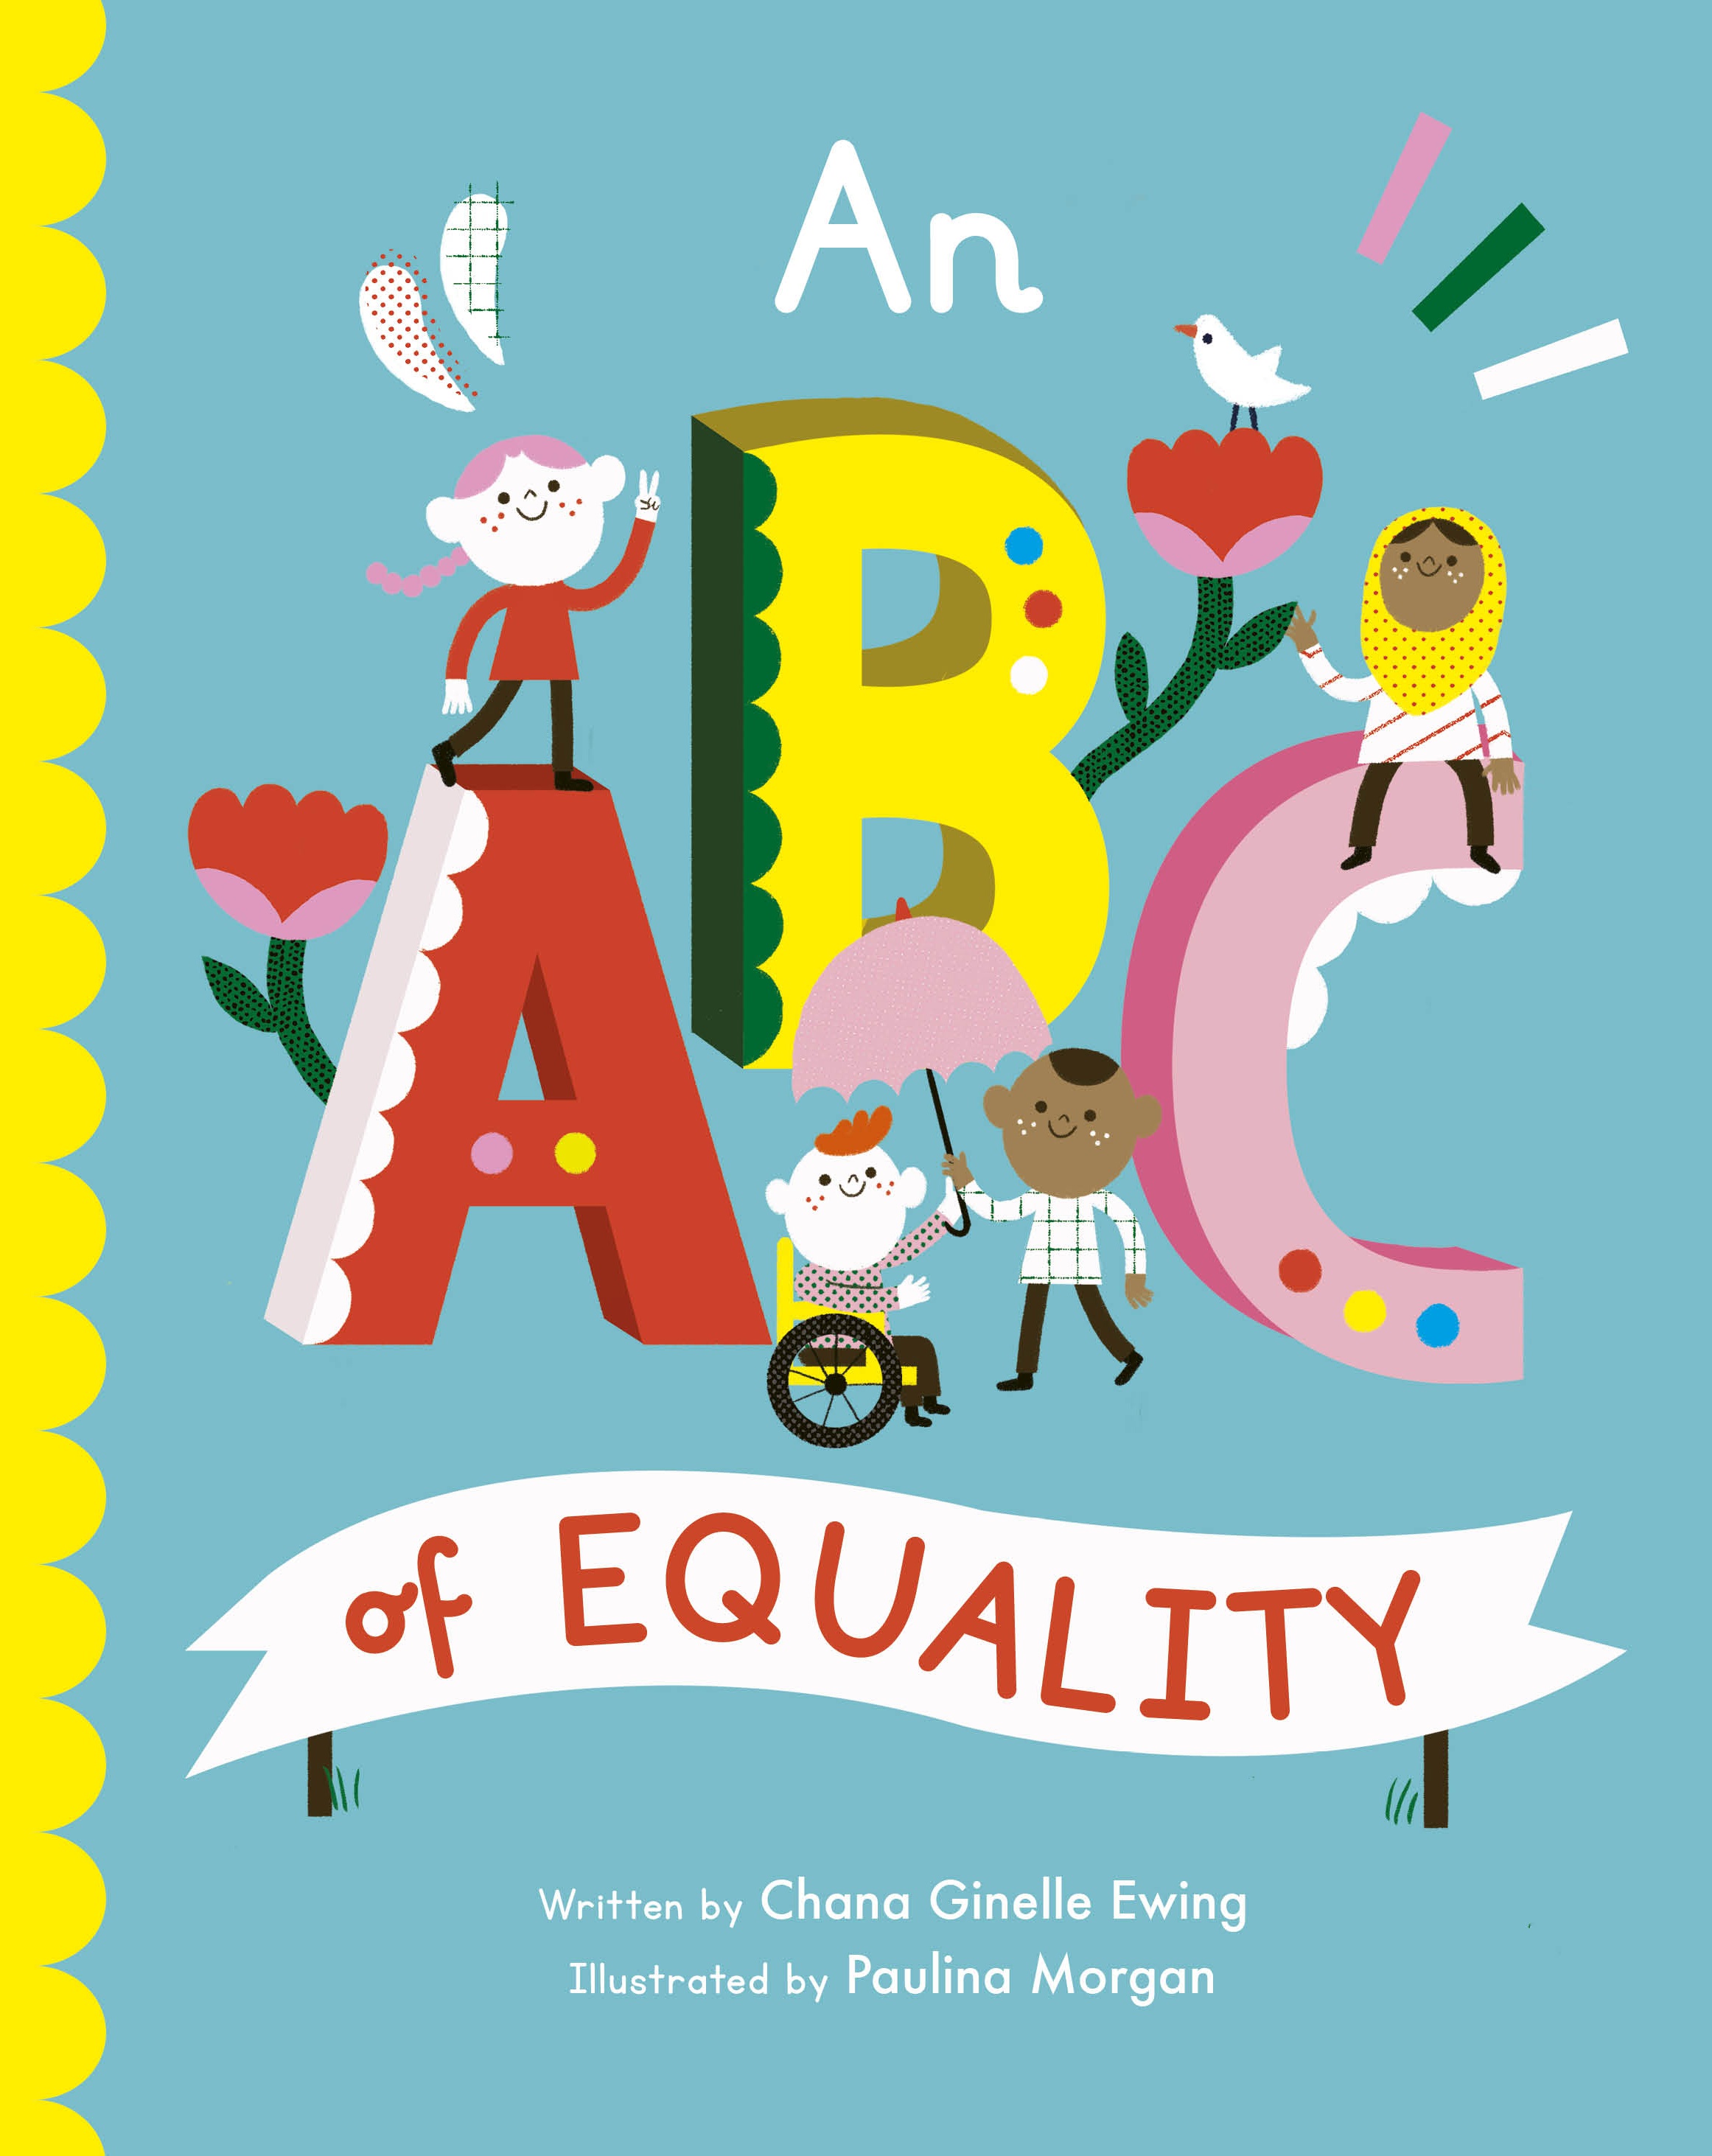 An
ABC
of EQUALITY
Written by Chana Ginelle Ewing
Illustrated by Paulina Morgan